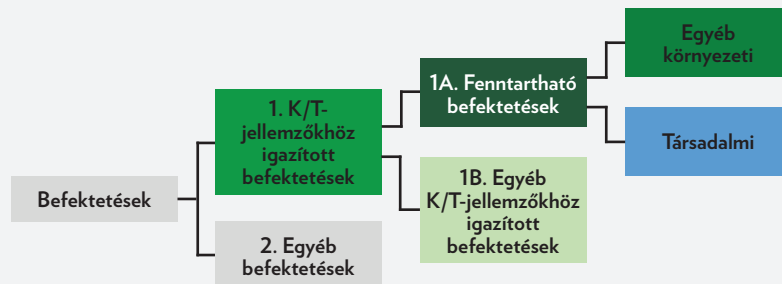 Befektetések
1. K/T-
jellemzőkhöz
igazított
befektetések
2. Egyéb
befektetések
1A. Fenntartható
befektetések
1B. Egyéb
K/T-jellemzőkhöz
igazított
befektetések
Egyéb
környezeti
Társadalmi